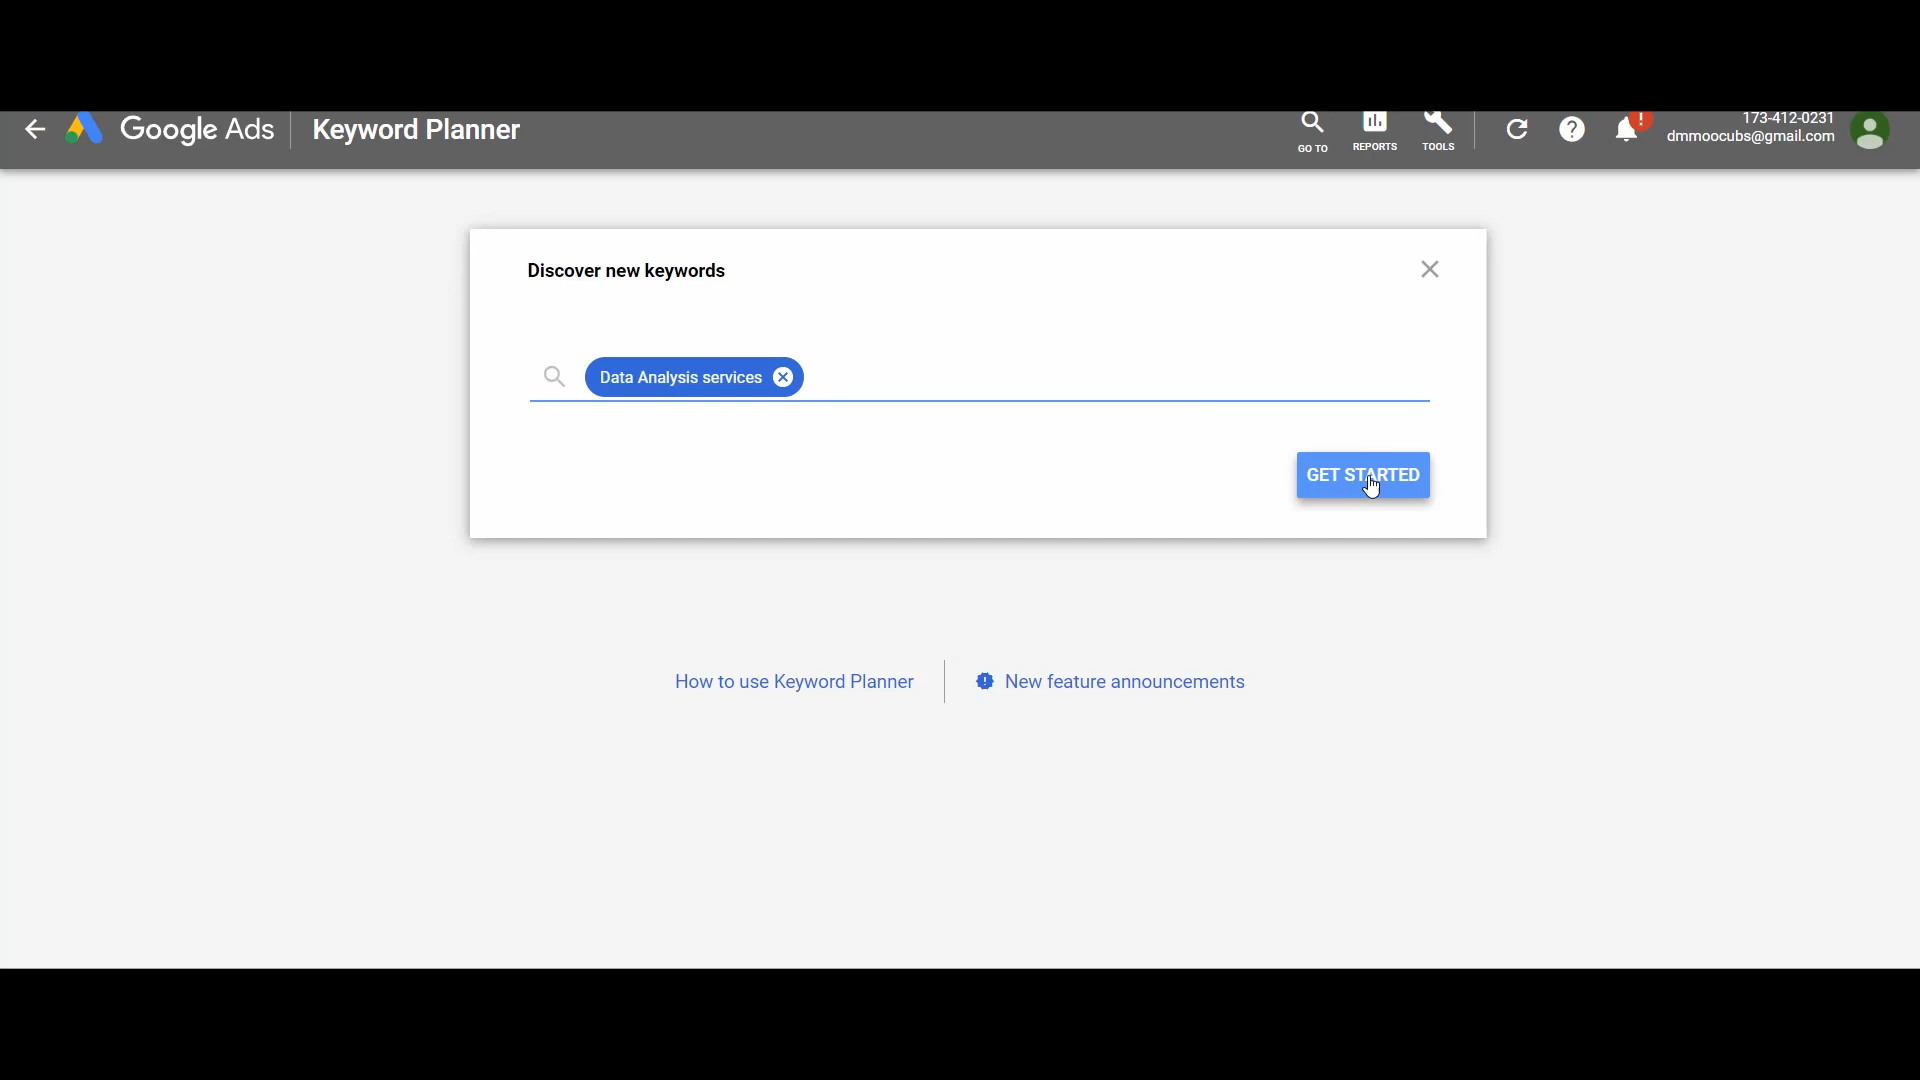 Google Ads
Keyword Planner
GO TO
REPORTS
TOOLS
!
173-412-0231
dmmoocubs@gmail.com
Discover new keywords
Data Analysis services
GET STARTED
How to use Keyword Planner
New feature announcements